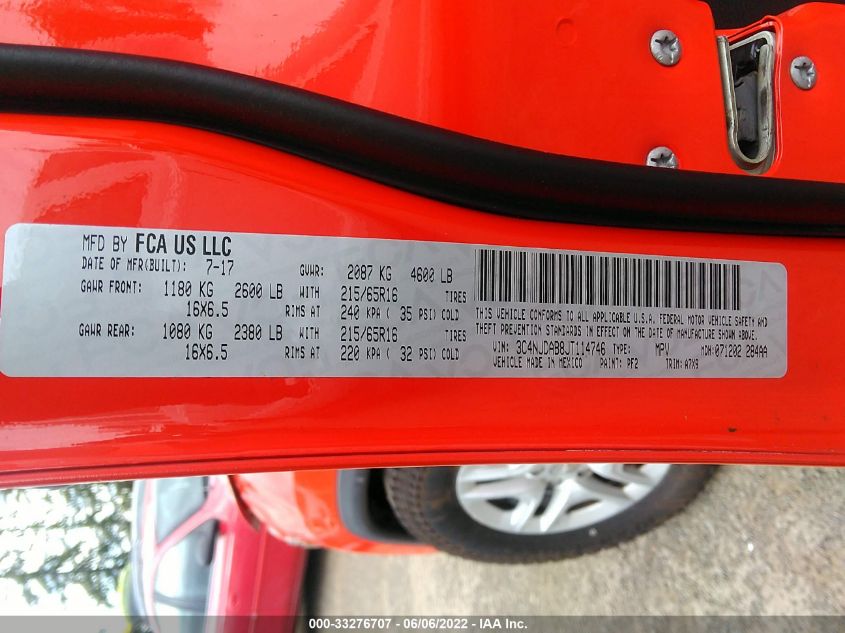 MFD BY FCA US LLC
DATE OF MFR(BUILT): 7-17 GVWR: 2087 KG 4600 LB
GAWR FRONT: 1180 KG 2600 LB WITH 215/65R16 TIRES
16X6.5 RIMS AT 240 KPA ( 35 PSI) COLD
GAWR REAR: 1080 KG 2380 LB WITH 215/65R16 TIRES
16X6.5 RIMS AT 220 KPA ( 32 PSI) COLD
THIS VEHICLE CONFORMS TO ALL APPLICABLE U.S.A. FEDERAL MOTOR VEHICLE SAFETY AND
THEFT PREVENTION STANDARDS IN EFFECT ON THE DATE OF MANUFACTURE SHOWN ABOVE.
VIN: 3C4NJDAB8JT114746 TYPE: MPV MDH:071202 284AA
VEHICLE MADE IN MEXICO PAINT: PF2 TRIM: A7X9
000-33276707 - 06/06/2022 - IAA Inc.